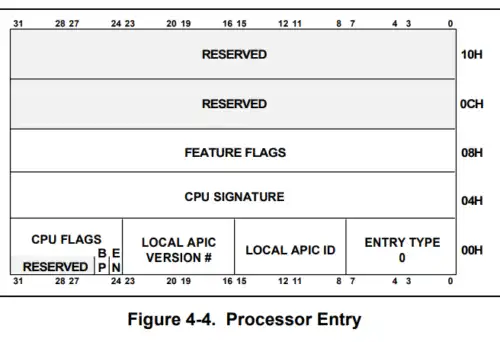 31 28 27 24 23 20 19 16 15 12 11 8 7 4 3 0
RESERVED 10H
RESERVED 0CH
FEATURE FLAGS 08H
CPU SIGNATURE 04H
CPU FLAGS
RESERVED
B P
E N
LOCAL APIC
VERSION #
LOCAL APIC ID
ENTRY TYPE
0
00H
31 28 27 24 23 20 19 16 15 12 11 8 7 4 3 0
Figure 4-4. Processor Entry